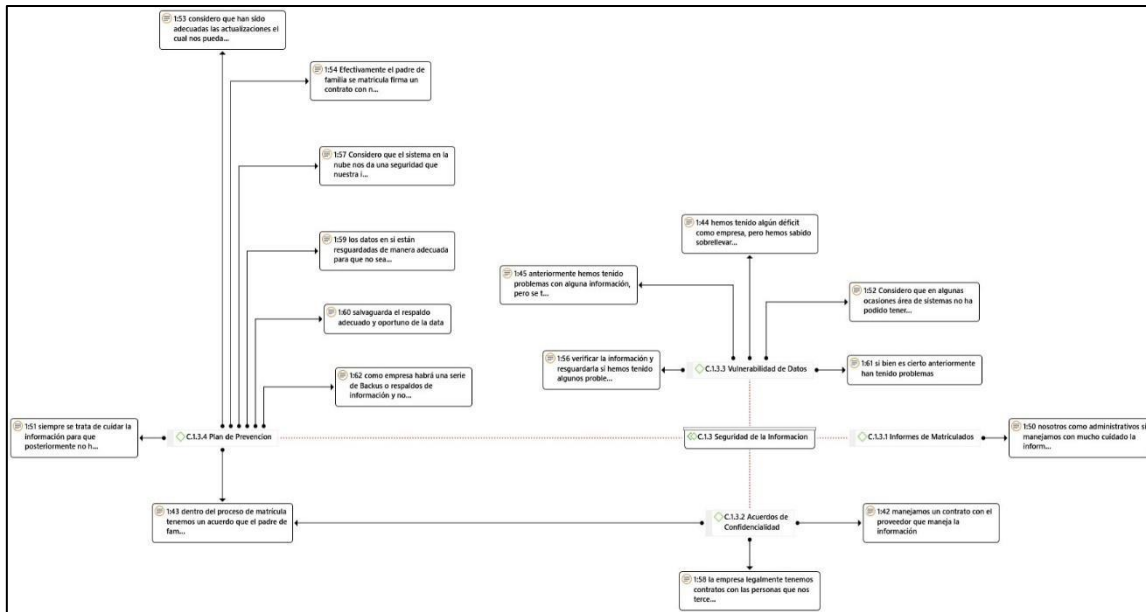 1:53 considero que han sido
adecuadas las actualizaciones el
cual nos pueda...
1:54 Efectivamente el padre de
familia se matricula firma un
contrato con n...
1:57 Considero que el sistema en la
nube nos da una seguridad que
nuestra i...
1:59 los datos en si están
resguardadas de manera adecuada
para que no sea...
1:60 salvaguarda el respaldo
adecuado y oportuno de la data
1:62 como empresa habrá una serie
de Backus o respaldos de
información y no...
1:51 siempre se trata de cuidar la
información para que
posteriormente no h...
C.1.3.4 Plan de Prevencion
1:43 dentro del proceso de matrícula
tenemos un acuerdo que el padre de
fam...
1:44 hemos tenido algún déficit
como empresa, pero hemos sabido
sobrellevar...
1:45 anteriormente hemos tenido
problemas con alguna información,
pero se t...
1:52 Considero que en algunas
ocasiones área de sistemas no ha
podido tener...
1:56 verificar la información y
resguardarla si hemos tenido
algunos proble...
C.1.3.3 Vulnerabilidad de Datos
1:61 si bien es cierto anteriormente
han tenido problemas
C.1.3 Seguridad de la Informacion
C.1.3.1 Informes de Matriculados
1:50 nosotros como administrativos si
manejamos con mucho cuidado la
inform...
C.1.3.2 Acuerdos de
Confidencialidad
1:42 manejamos un contrato con el
proveedor que maneja la
información
1:58 la empresa legalmente tenemos
contratos con las personas que nos
terce...